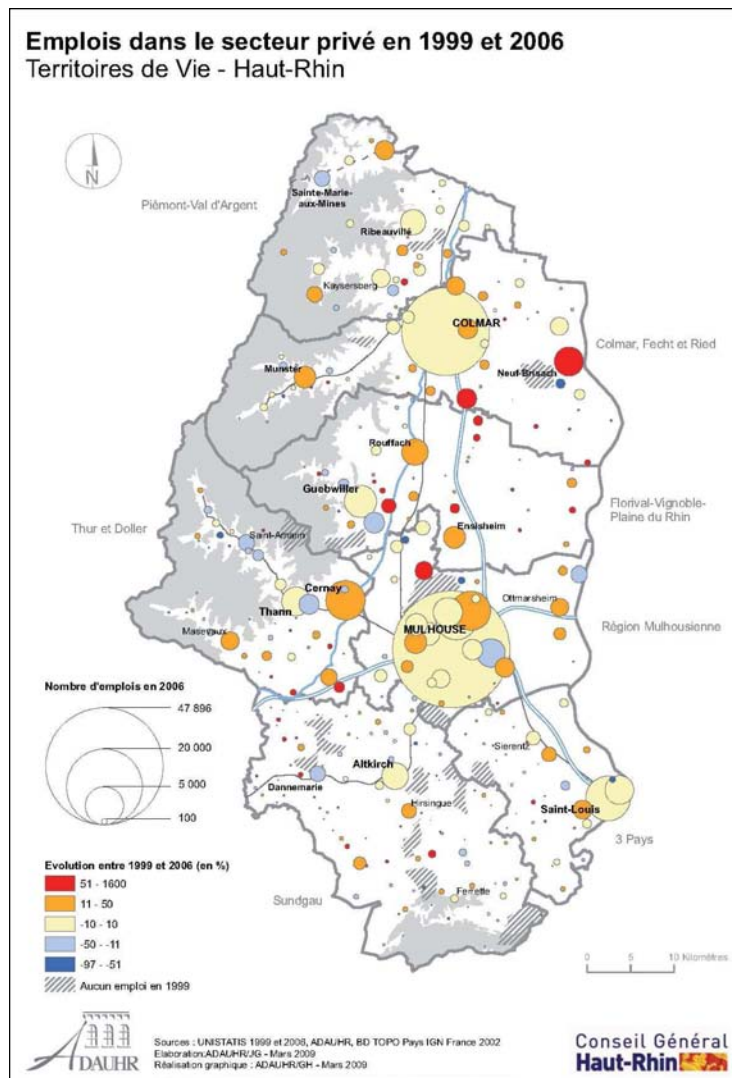 Emplois dans le secteur privé en 1999 et 2006
Territoires de Vie - Haut-Rhin
N
Sainte-Marie-
aux-Mines
Piémont-Val d'Argent
Ribeauvillé
Kaysersberg
COLMAR
Colmar, Fecht et Ried
Munster
Neuf-Brisach
Rouffach
Guebwiller
Florival-Vignoble-
Plaine du Rhin
Thur et Doller
Saint-Amarin
Ensisheim
Cernay
Ottmarsheim
Thann
MULHOUSE
Région Mulhousienne
Masevaux
Nombre d'emplois en 2006
47 896
20 000
5 000
100
Sierentz
Altkirch
Dannemarie
Hirsingue
Saint-Louis
3 Pays
Evolution entre 1999 et 2006 (en %)
51 - 1600
11 - 50
-10 - 10
-50 - -11
-97 - -51
Aucun emploi en 1999
Sundgau
Ferrette
0 5 10 Kilomètres
ADAUHR
Sources : UNISTATIS 1999 et 2006, ADAUHR, BD TOPO Pays IGN France 2002
Elaboration:ADAUHR/JG - Mars 2009
Réalisation graphique : ADAUHR/GH - Mars 2009
Conseil Général
Haut-Rhin